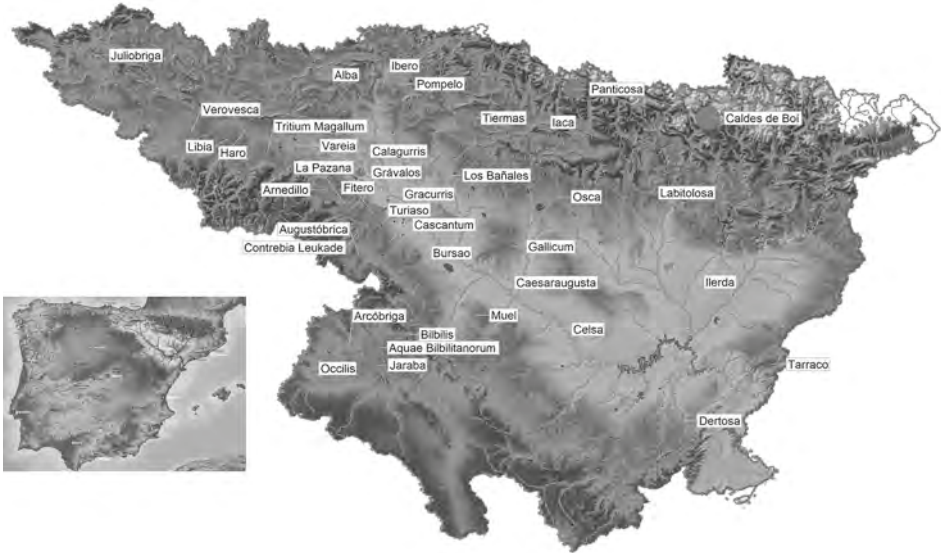 Juliobriga
Ibero
Alba
Pompelo
Panticosa
Verovesca
Tiermas
Iaca
Caldes de Boí
Tritium Magallum
Libia
Haro
Vareia
Calagurris
La Pazana
Grávalos
Los Bañales
Arnedillo
Fitero
Gracurris
Osca
Labitolosa
Turiaso
Cascantum
Augustóbrica
Contrebia Leukade
Bursao
Gallicum
Caesaraugusta
Ilerda
Arcóbriga
Muel
Bilbilis
Celsa
Aquae Bilbilitanorum
Occilis
Jaraba
Tarraco
Dertosa